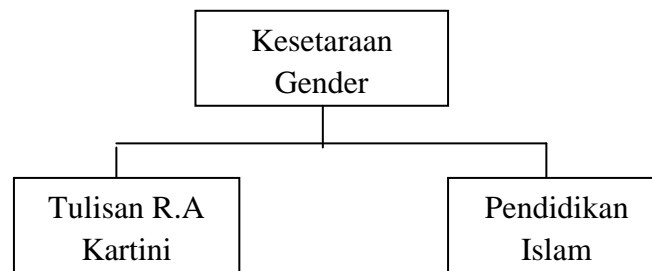 Kesetaraan
Gender
Tulisan R.A
Kartini
Pendidikan
Islam